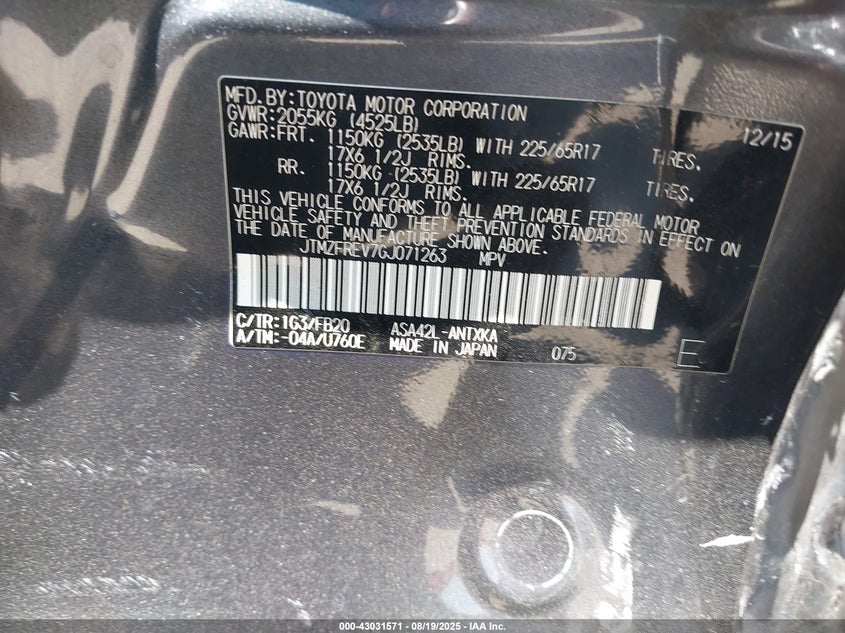 MFD.BY:TOYOTA MOTOR CORPORATION 12/15
GVWR:2055KG (4525LB)
GAWR:FRT. 1150KG (2535LB) WITH 225/65R17 TIRES.
17X6 1/2J RIMS.
RR. 1150KG (2535LB) WITH 225/65R17 TIRES.
17X6 1/2J RIMS.
THIS VEHICLE CONFORMS TO ALL APPLICABLE FEDERAL MOTOR
VEHICLE SAFETY AND THEFT PREVENTION STANDARDS IN EFFECT ON
THE DATE OF MANUFACTURE SHOWN ABOVE.
JTMZFREV7GJ071263 MPV
C/TR:1G3/FB20 ASA42L-ANTXKA
A/TM:-04A/U760E MADE IN JAPAN 075 E
000-43031571 — 08/19/2025 — IAA Inc.